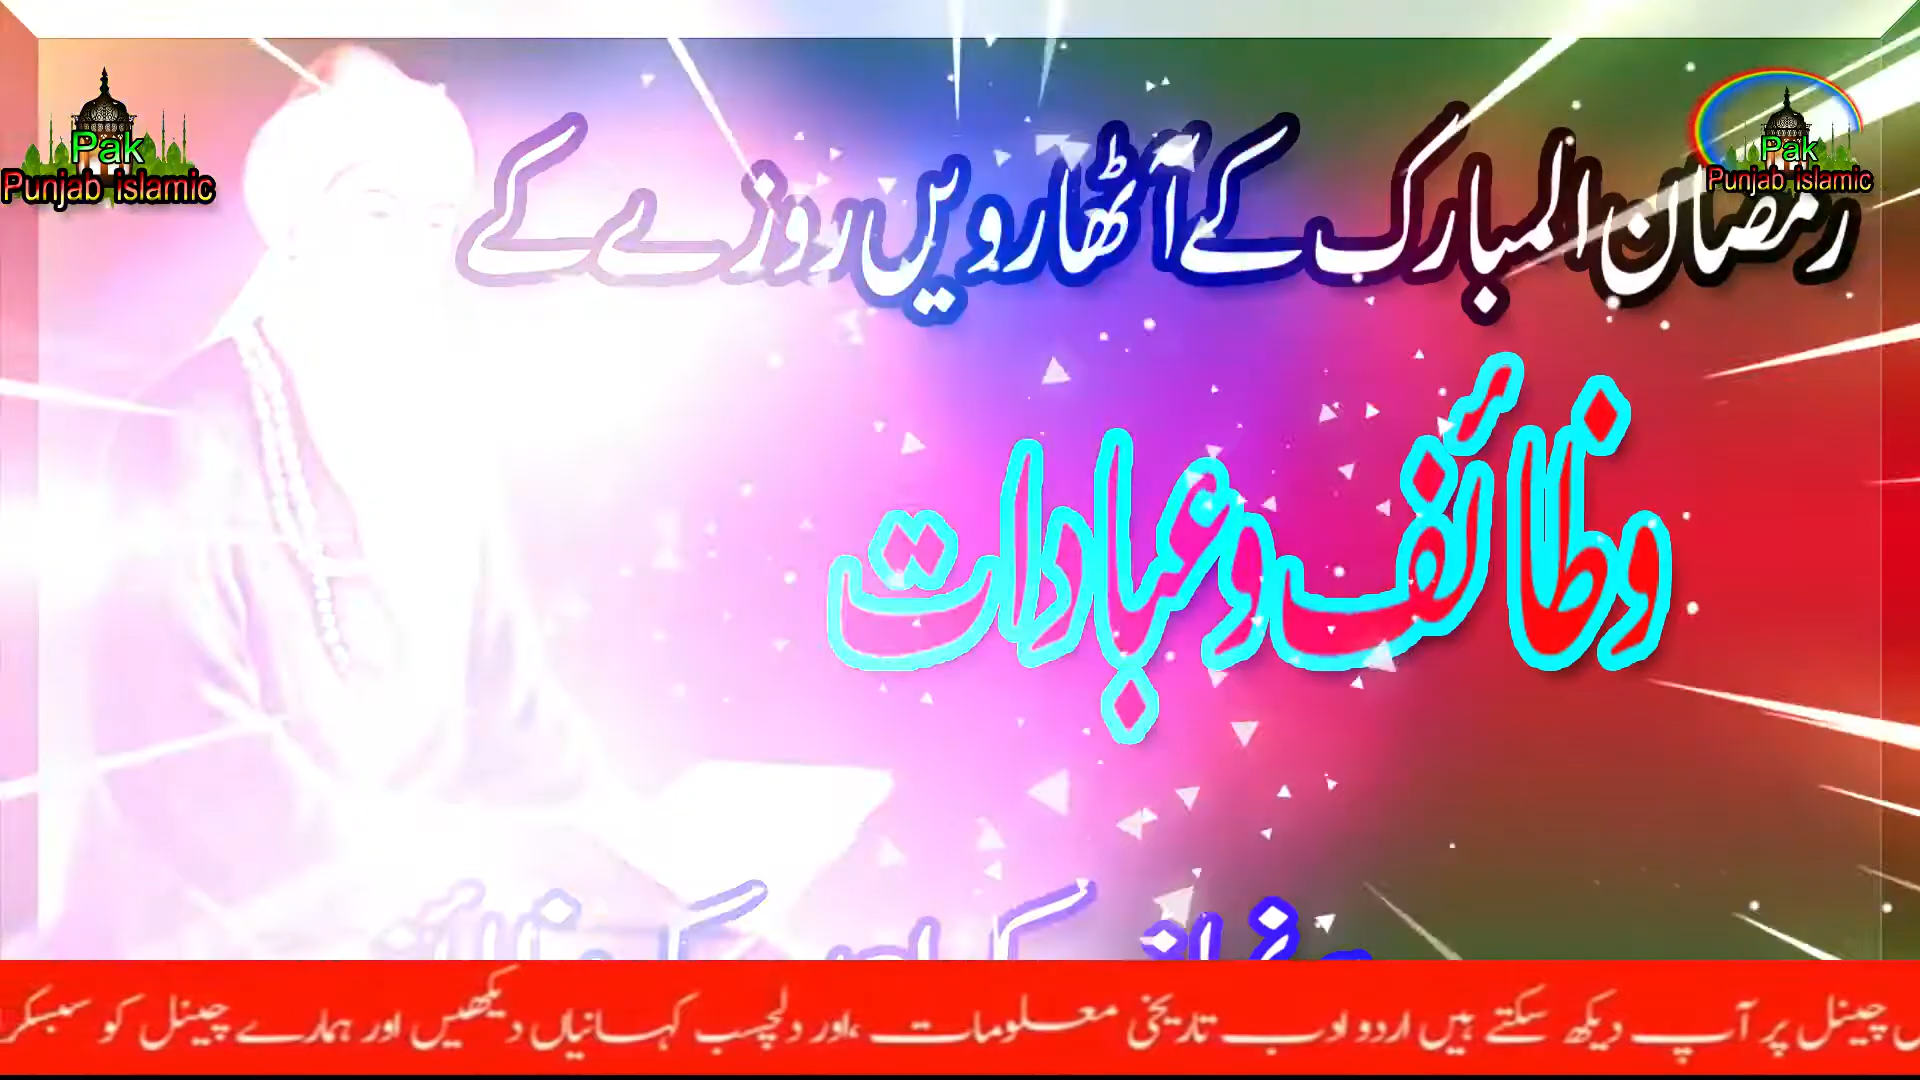 Pak
Punjab islamic
Pak
Punjab islamic
رمضان المبارک کے آٹھارویں روزے کے
وظائف و عبادات
چینل پر آپ دیکھ سکتے ہیں اردو ادب تاریخی معلومات ،اور دلچسپ کہانیاں دیکھیں اور ہمارے چینل کو سبسکر